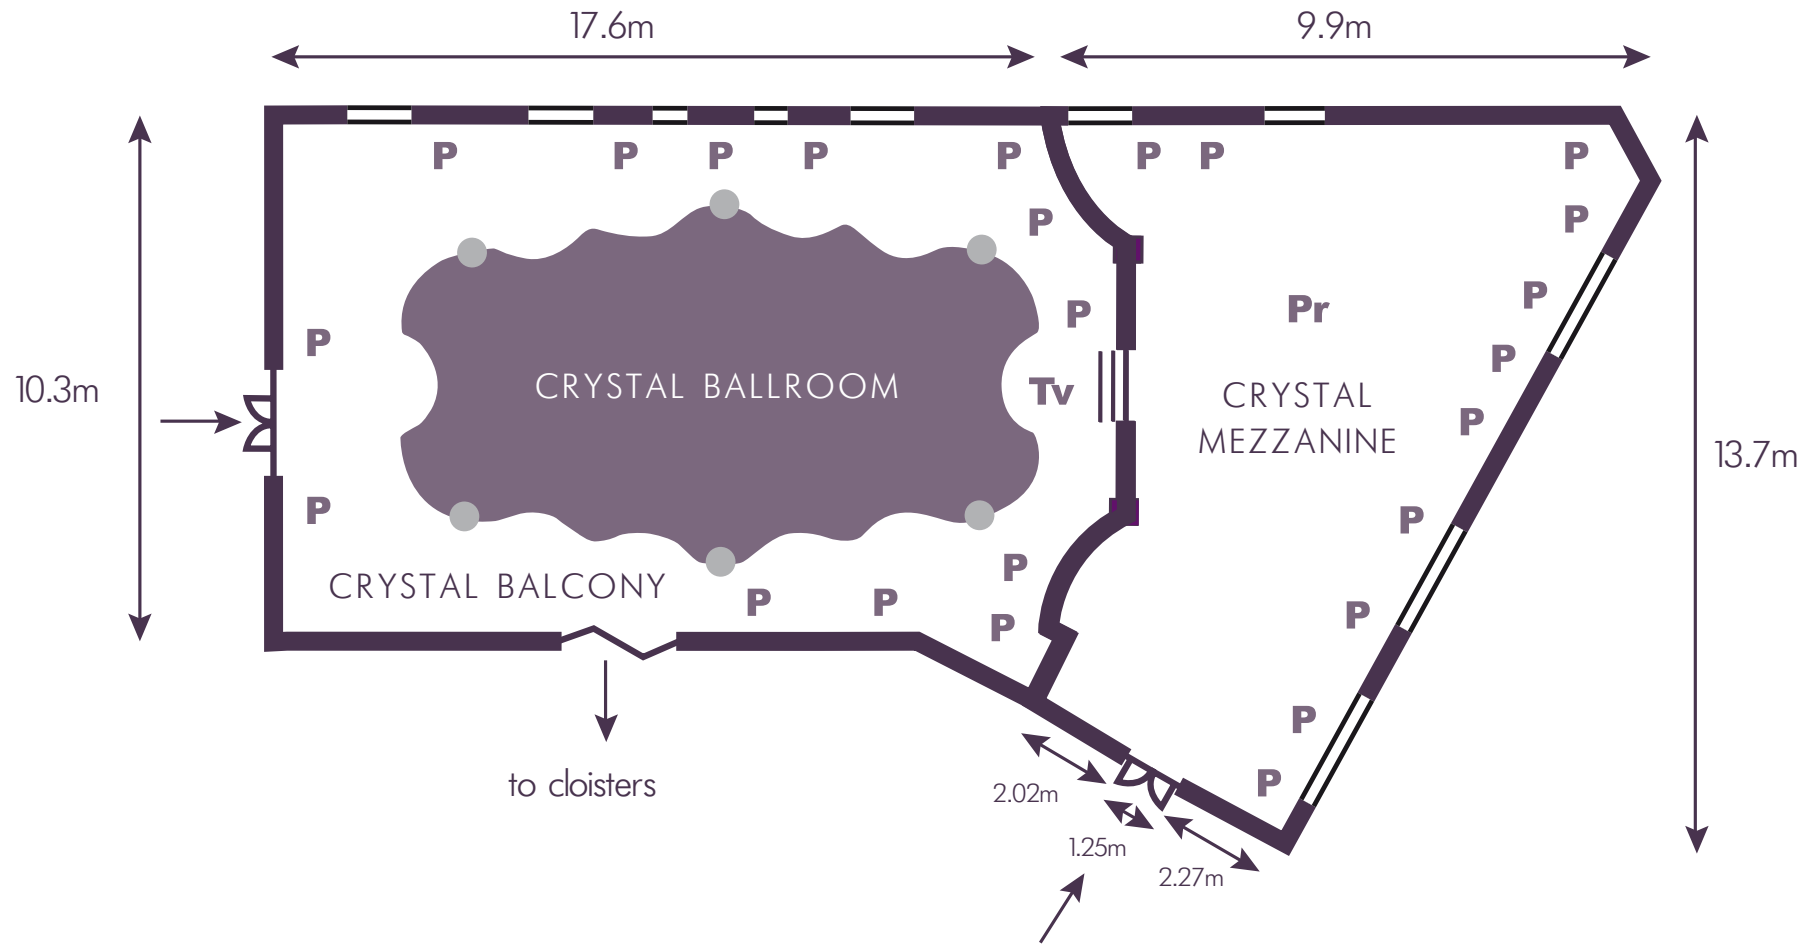 17.6m 9.9m
P P P P P P P P
P P
P P Pr
10.3m P P
CRYSTAL BALLROOM Tv CRYSTAL
MEZZANINE P
13.7m
P P
CRYSTAL BALCONY P
P P P P
P
to cloisters P
2.02m
1.25m
2.27m